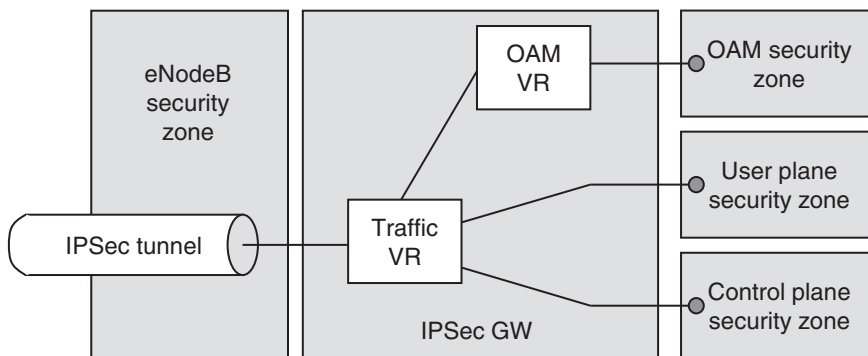 eNodeB
security
zone
IPSec tunnel
OAM
VR
Traffic
VR
IPSec GW
OAM security
zone
User plane
security zone
Control plane
security zone